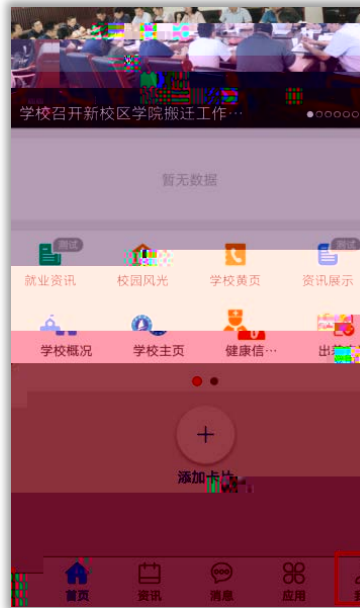 学校召开新校区学院搬迁工作…
暂无数据
测试 测试
就业资讯 校园风光 学校黄页 资讯展示
学校概况 学校主页 健康信… 出
添加卡片
首页 资讯 消息 应用